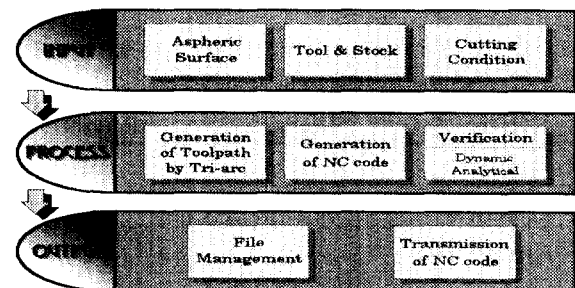 INPUT
Aspheric
Surface
Tool & Stock
Cutting
Condition
PROCESS
Generation
of Toolpath
by Tri-arc
Generation
of NC code
Verification
Dynamic
Analytical
File
Management
Transmission
of NC code